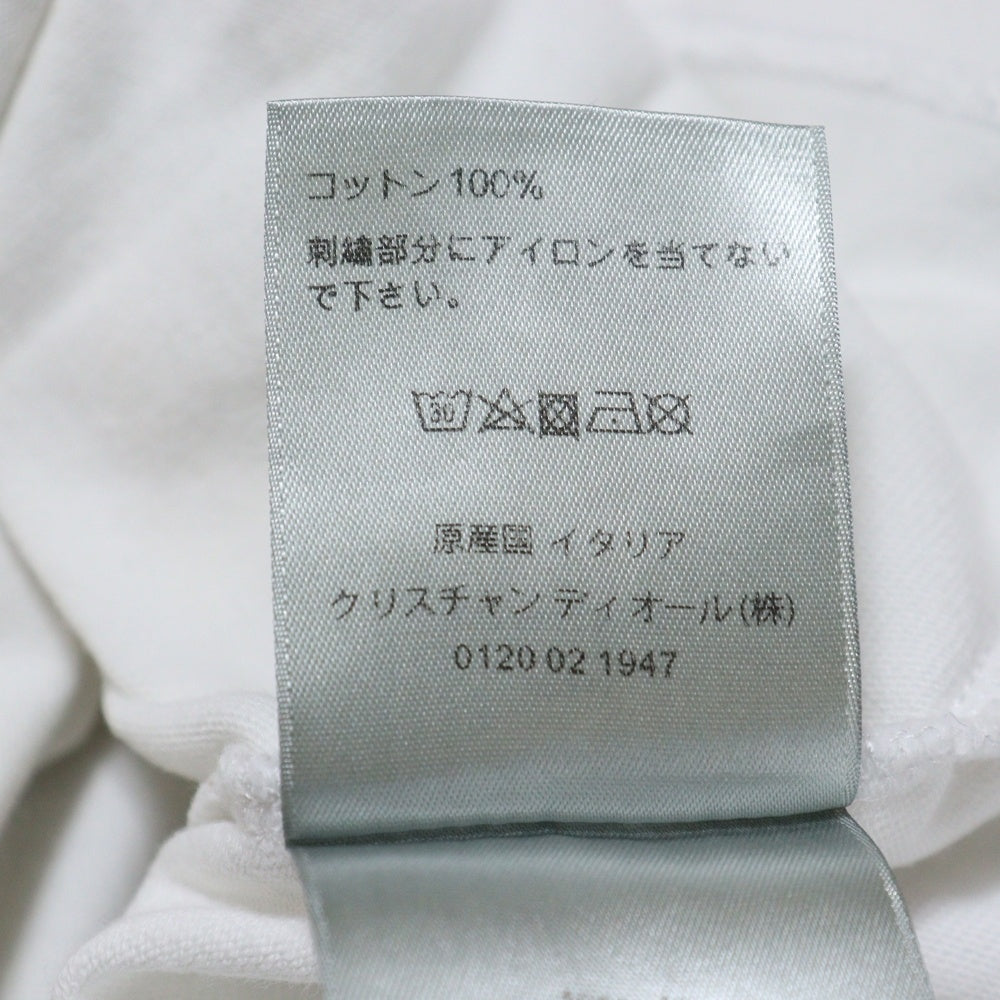 コットン100%
刺繍部分にアイロンを当てない
で下さい。
30
原産国 イタリア
クリスチャン ディオール(株)
0120 02 1947